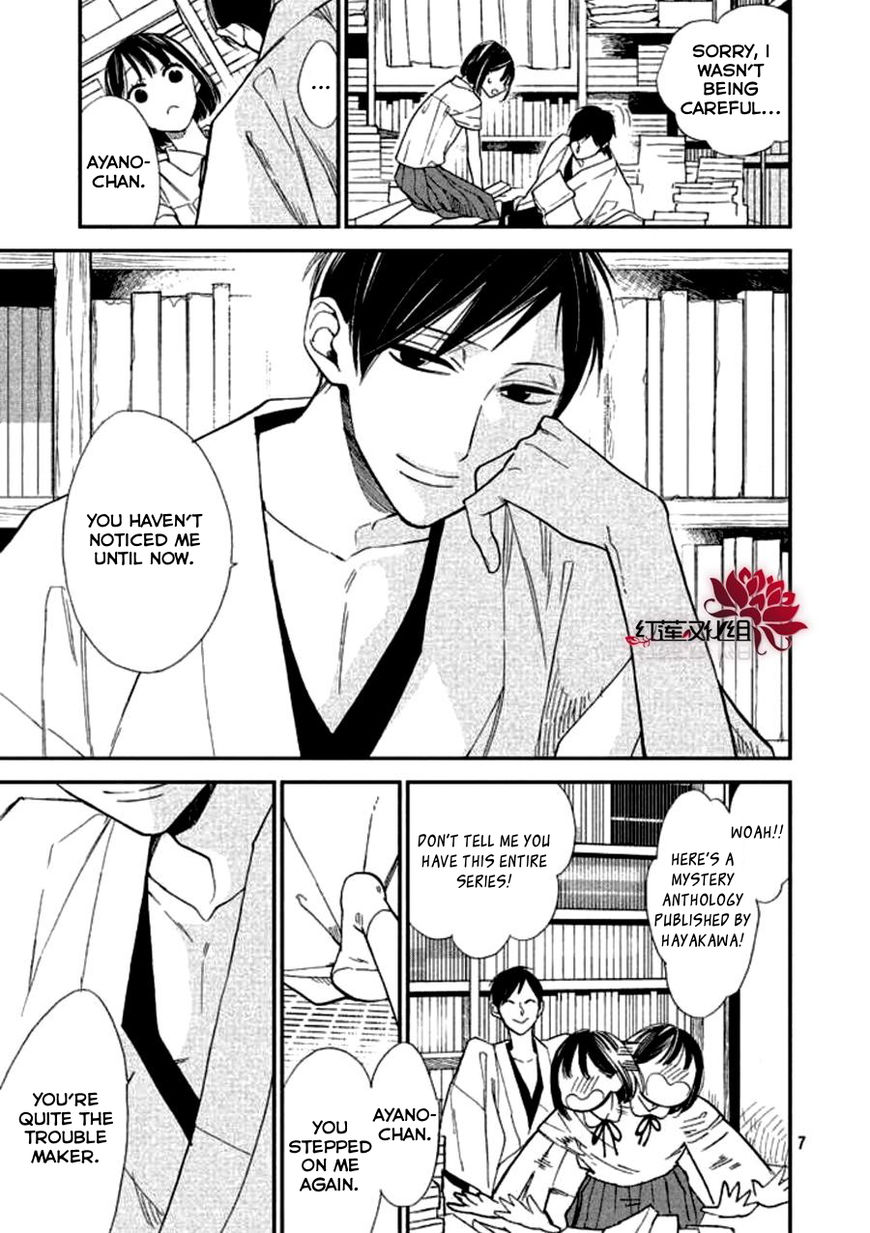 SORRY, I
WASN'T
BEING
CAREFUL...
...
AYANO-
CHAN.
YOU HAVEN'T
NOTICED ME
UNTIL NOW.
红莲文化组
WOAH!!
HERE'S A
MYSTERY
ANTHOLOGY
PUBLISHED BY
HAYAKAWA!
DON'T TELL ME YOU
HAVE THIS ENTIRE
SERIES!
AYANO-
CHAN.
YOU
STEPPED
ON ME
AGAIN.
YOU'RE
QUITE THE
TROUBLE
MAKER.
7